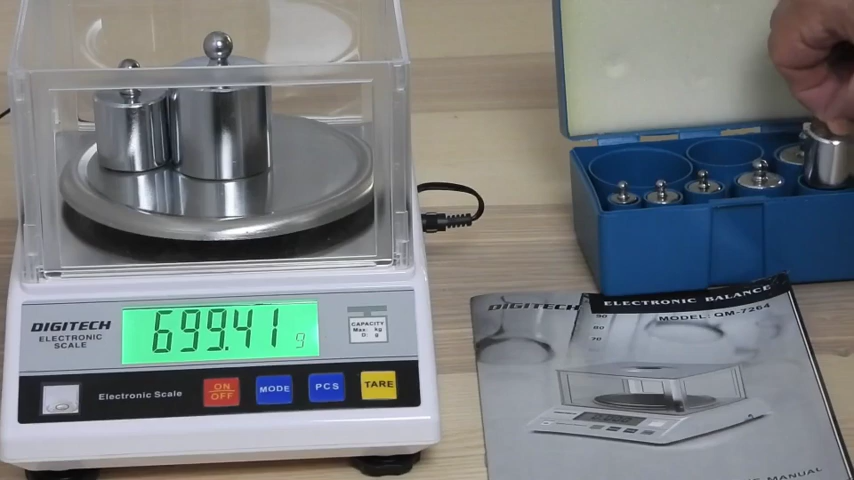 699.41 g
DIGITECH
ELECTRONIC
SCALE
CAPACITY
Max: kg
D: g
Electronic Scale
ON
OFF
MODE
PCS
TARE
DIGITECH
ELECTRONIC BALANCE
MODEL: QM-7264
MANUAL